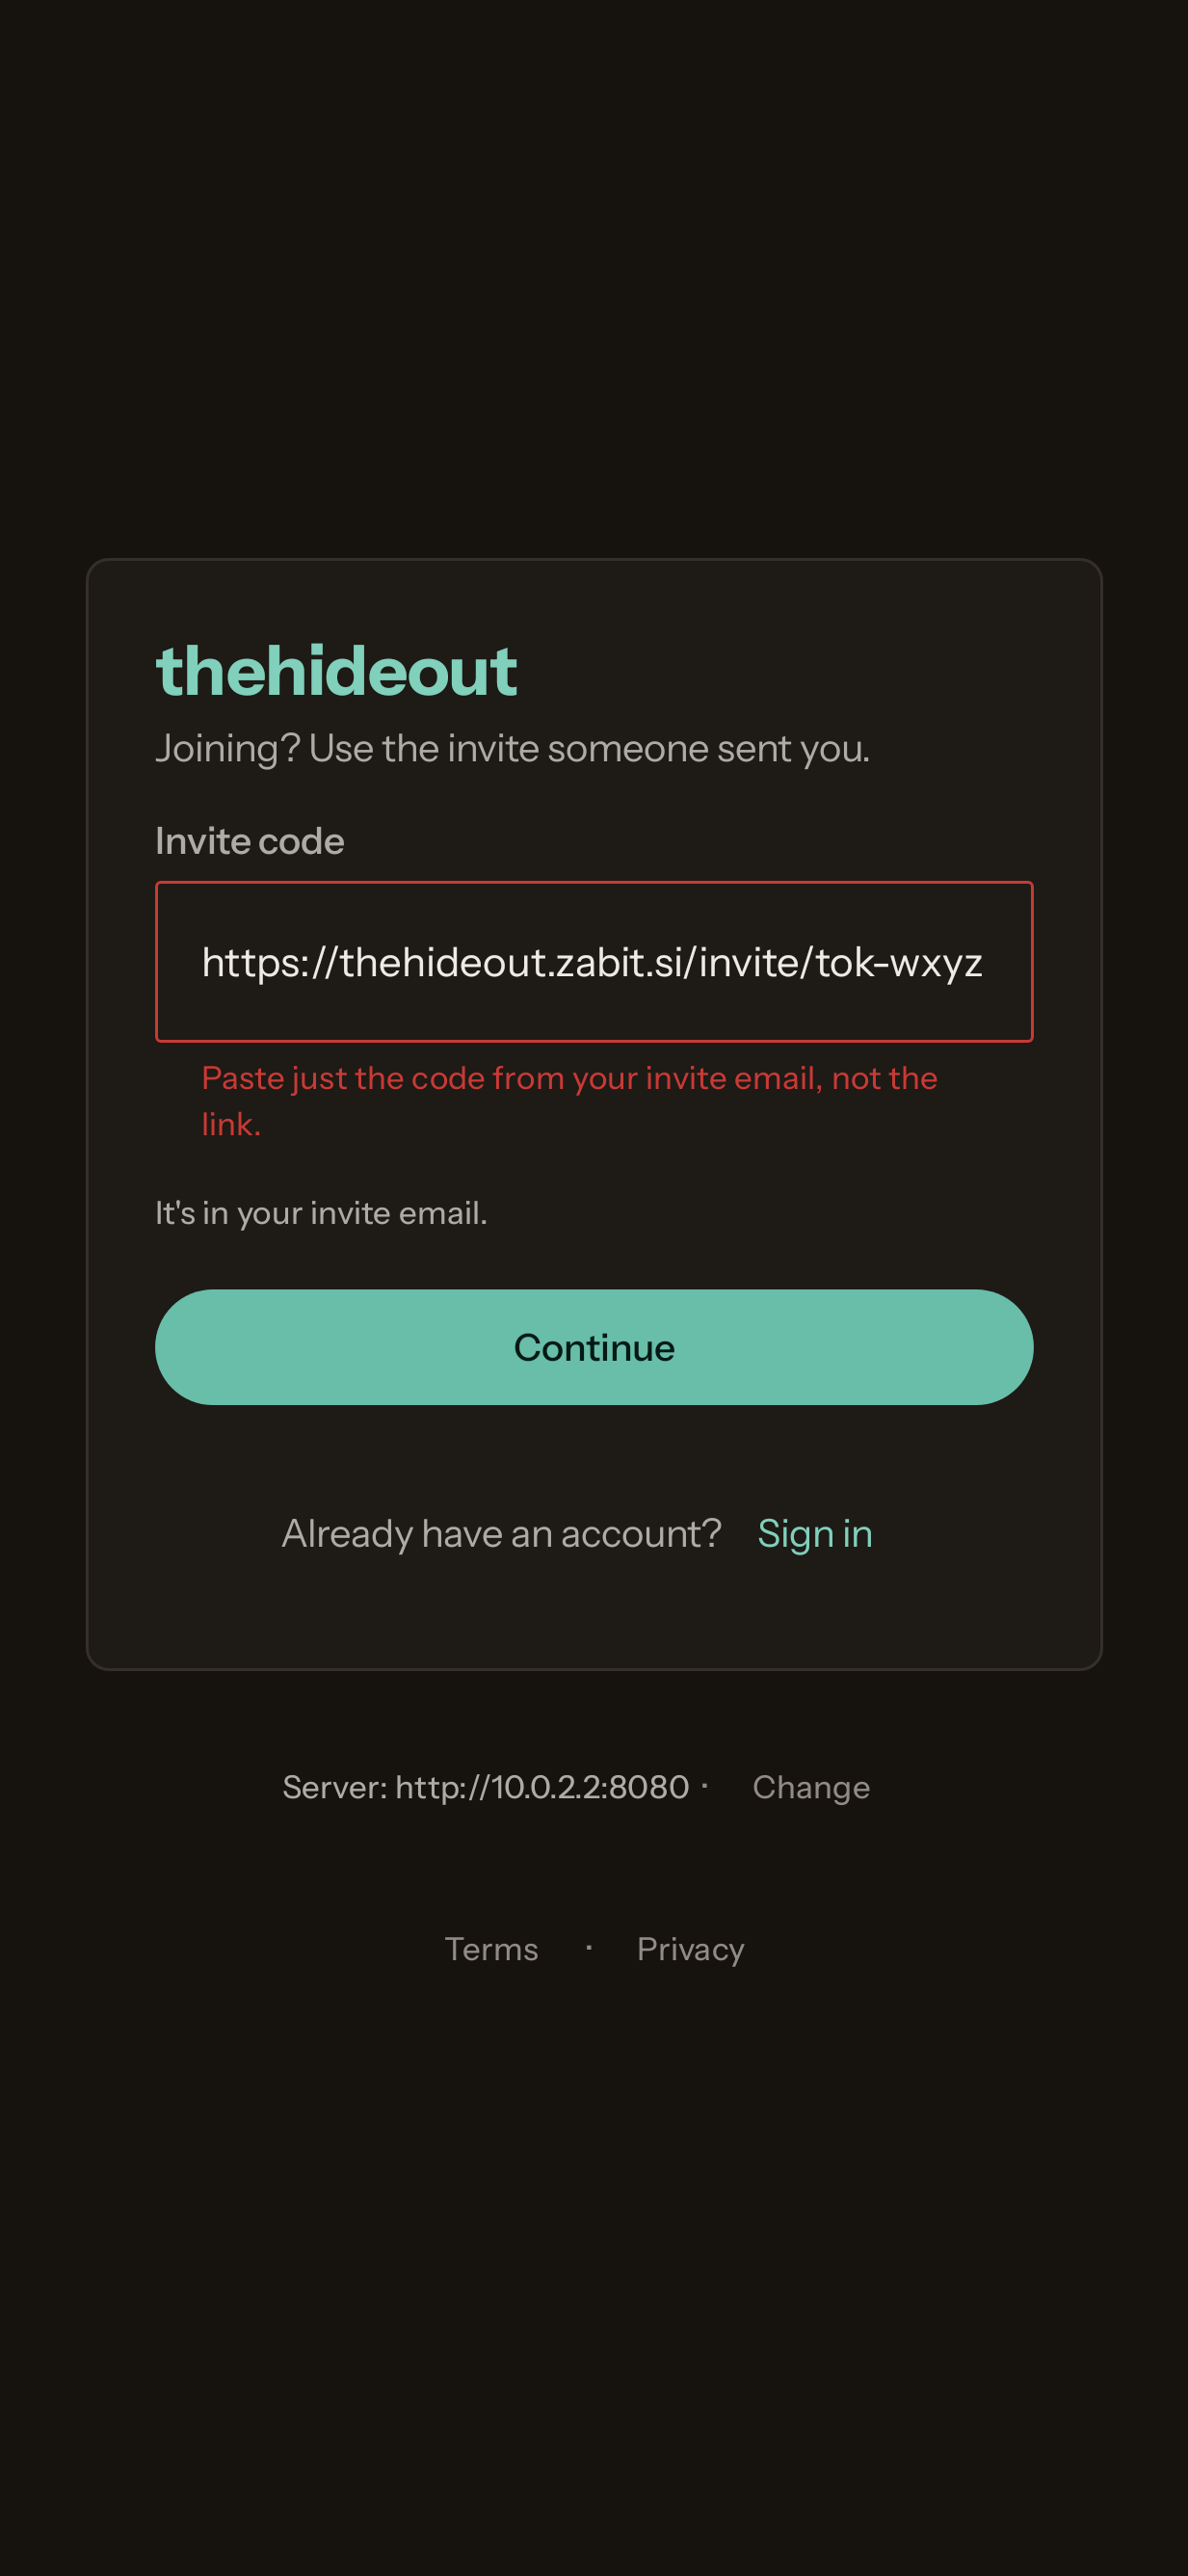 thehideout
Joining? Use the invite someone sent you.
Invite code
https://thehideout.zabit.si/invite/tok-wxyz
Paste just the code from your invite email, not the
link.
It's in your invite email.
Continue
Already have an account? Sign in
Server: http://10.0.2.2:8080 · Change
Terms · Privacy